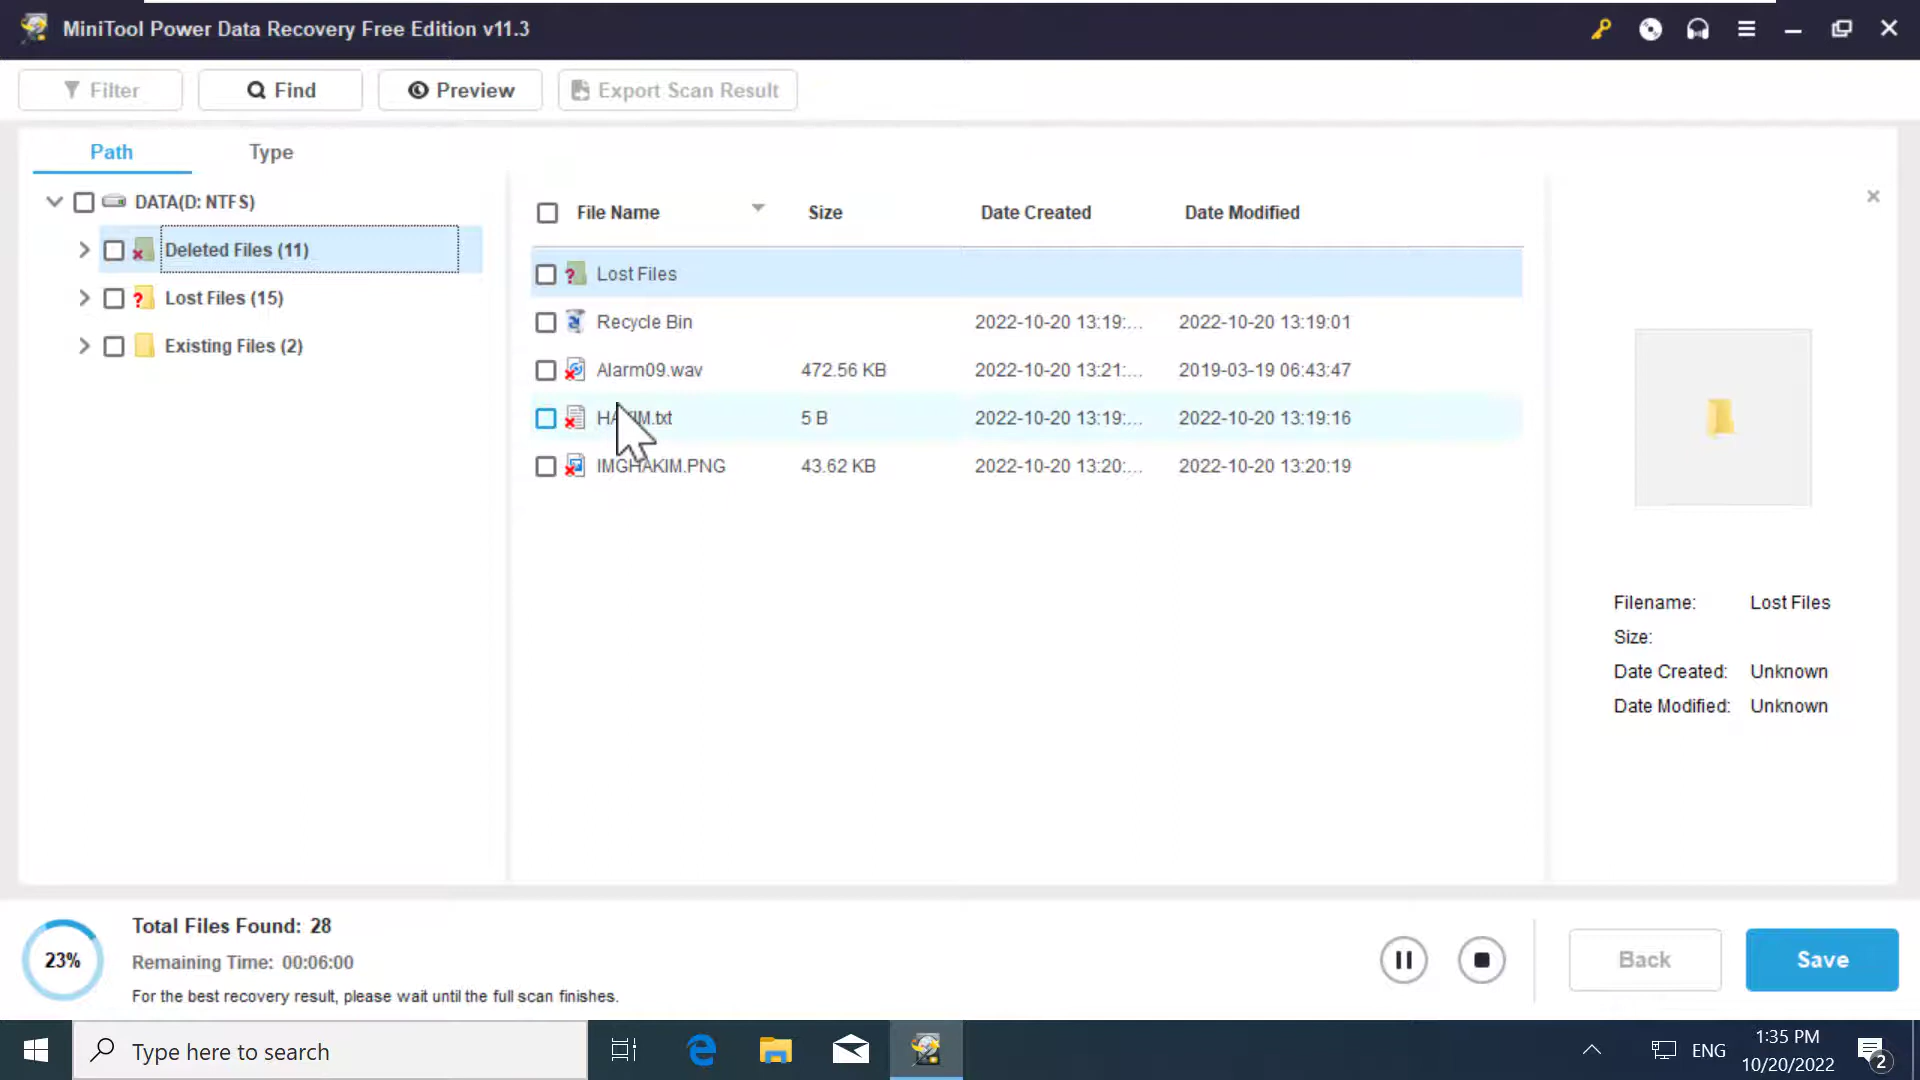 MiniTool Power Data Recovery Free Edition v11.3
Filter Find Preview Export Scan Result
Path Type
DATA(D: NTFS)
Deleted Files (11)
Lost Files (15)
Existing Files (2)
File Name Size Date Created Date Modified
Lost Files
Recycle Bin 2022-10-20 13:19:... 2022-10-20 13:19:01
Alarm09.wav 472.56 KB 2022-10-20 13:21:... 2019-03-19 06:43:47
HAKIM.txt 5 B 2022-10-20 13:19:... 2022-10-20 13:19:16
IMGHAKIM.PNG 43.62 KB 2022-10-20 13:20:... 2022-10-20 13:20:19
Filename: Lost Files
Size:
Date Created: Unknown
Date Modified: Unknown
23%
Total Files Found: 28
Remaining Time: 00:06:00
For the best recovery result, please wait until the full scan finishes.
Back Save
Type here to search
ENG
1:35 PM
10/20/2022
2